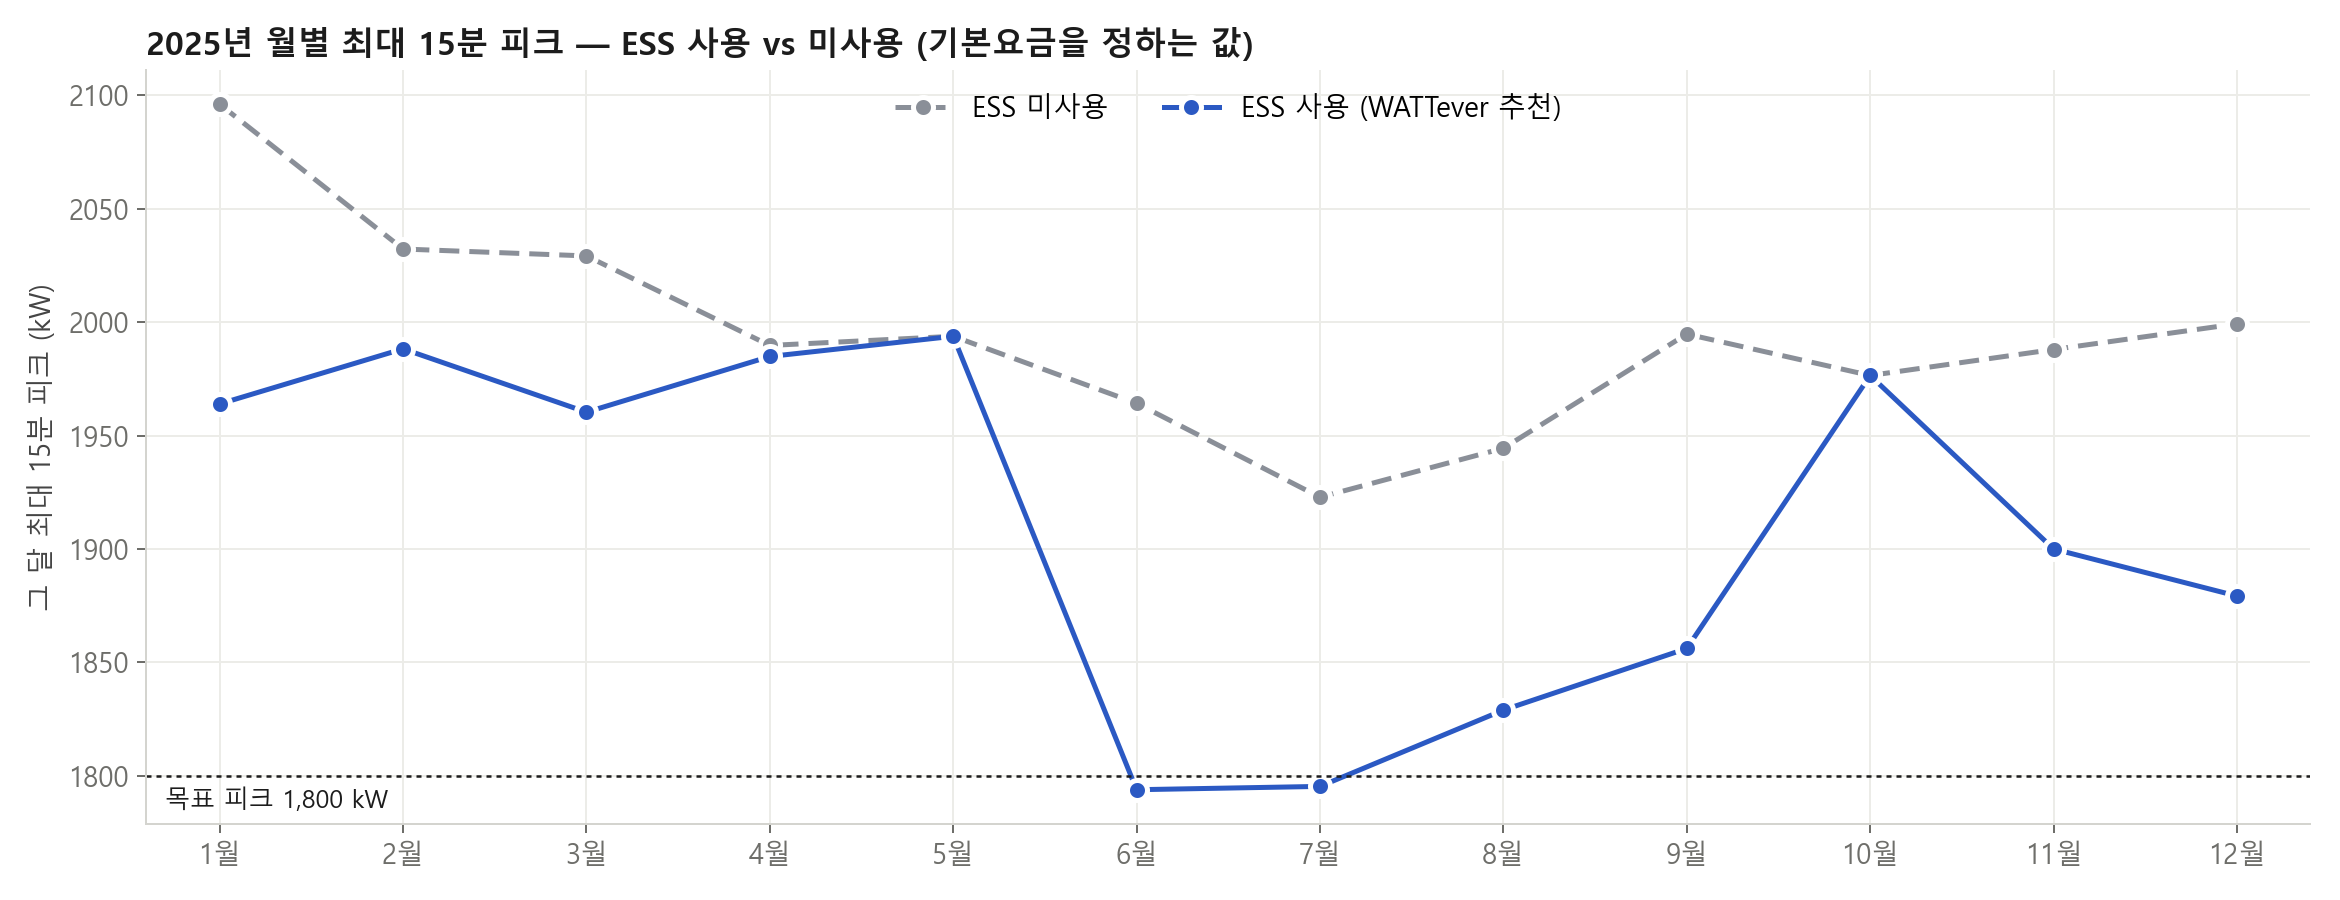 2025년 월별 최대 15분 피크 — ESS 사용 vs 미사용 (기본요금을 정하는 값)
ESS 미사용
ESS 사용 (WATTever 추천)
그 달 최대 15분 피크 (kW)
2100
2050
2000
1950
1900
1850
1800
목표 피크 1,800 kW
1월 2월 3월 4월 5월 6월 7월 8월 9월 10월 11월 12월